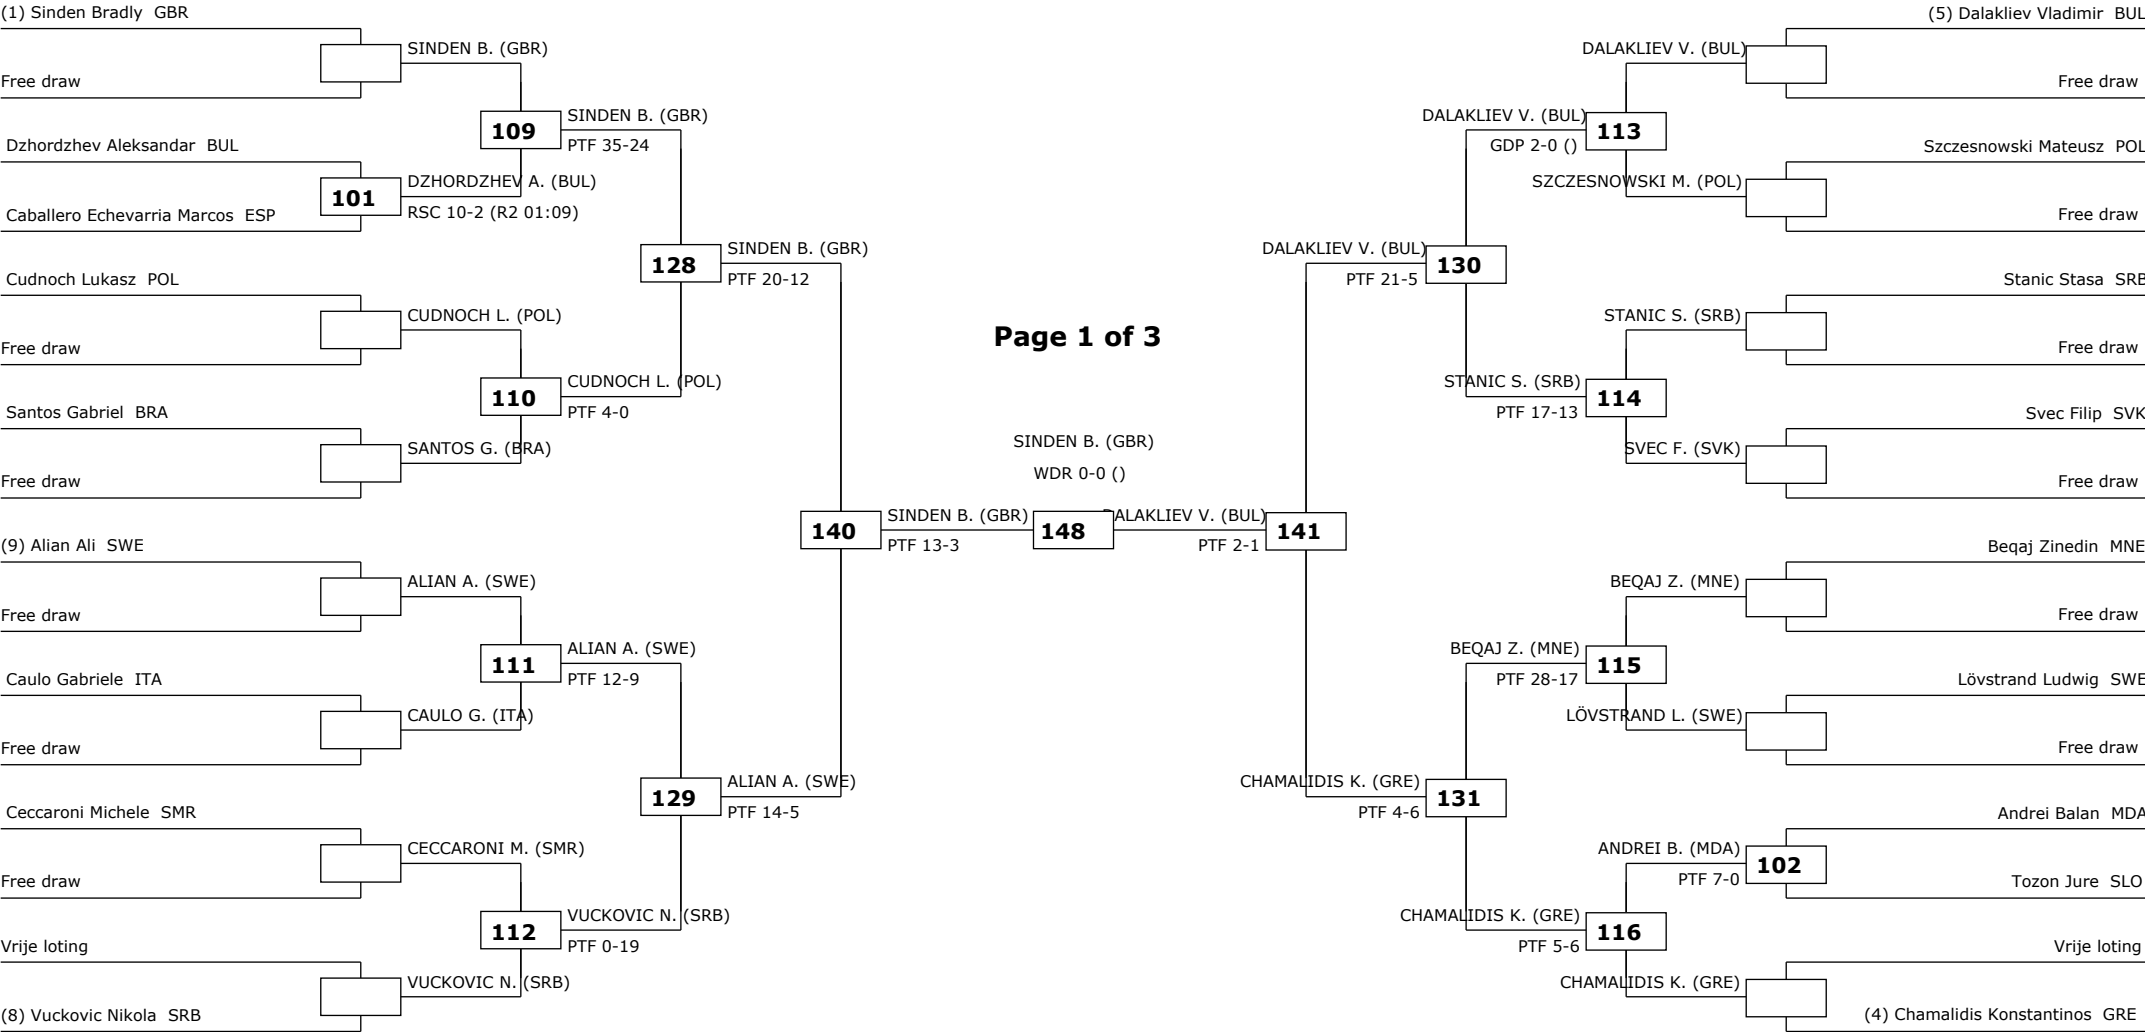 (1) Sinden Bradly GBR
SINDEN B. (GBR)
Free draw
109
SINDEN B. (GBR)
PTF 35-24
Dzhordzhev Aleksandar BUL
101
DZHORDZHEV A. (BUL)
RSC 10-2 (R2 01:09)
Caballero Echevarria Marcos ESP
128
SINDEN B. (GBR)
PTF 20-12
Cudnoch Lukasz POL
CUDNOCH L. (POL)
Free draw
110
CUDNOCH L. (POL)
PTF 4-0
Santos Gabriel BRA
SANTOS G. (BRA)
Free draw
140
SINDEN B. (GBR)
PTF 13-3
(9) Alian Ali SWE
ALIAN A. (SWE)
Free draw
111
ALIAN A. (SWE)
PTF 12-9
Caulo Gabriele ITA
CAULO G. (ITA)
Free draw
129
ALIAN A. (SWE)
PTF 14-5
Ceccaroni Michele SMR
CECCARONI M. (SMR)
Free draw
112
VUCKOVIC N. (SRB)
PTF 0-19
Vrije loting
VUCKOVIC N. (SRB)
(8) Vuckovic Nikola SRB
Page 1 of 3
SINDEN B. (GBR)
WDR 0-0 ()
148
(5) Dalakliev Vladimir BUL
DALAKLIEV V. (BUL)
Free draw
DALAKLIEV V. (BUL)
113
GDP 2-0 ()
Szczesnowski Mateusz POL
SZCZESNOWSKI M. (POL)
Free draw
DALAKLIEV V. (BUL)
130
PTF 21-5
Stanic Stasa SRB
STANIC S. (SRB)
Free draw
STANIC S. (SRB)
114
PTF 17-13
Svec Filip SVK
SVEC F. (SVK)
Free draw
DALAKLIEV V. (BUL)
141
PTF 2-1
Beqaj Zinedin MNE
BEQAJ Z. (MNE)
Free draw
BEQAJ Z. (MNE)
115
PTF 28-17
Lövstrand Ludwig SWE
LÖVSTRAND L. (SWE)
Free draw
CHAMALIDIS K. (GRE)
131
PTF 4-6
Andrei Balan MDA
ANDREI B. (MDA)
102
PTF 7-0
Tozon Jure SLO
CHAMALIDIS K. (GRE)
116
PTF 5-6
Vrije loting
CHAMALIDIS K. (GRE)
(4) Chamalidis Konstantinos GRE